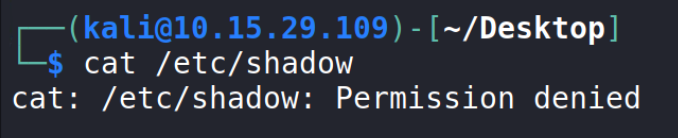 ┌──(kali@10.15.29.109)-[~/Desktop]
└─$ cat /etc/shadow
cat: /etc/shadow: Permission denied